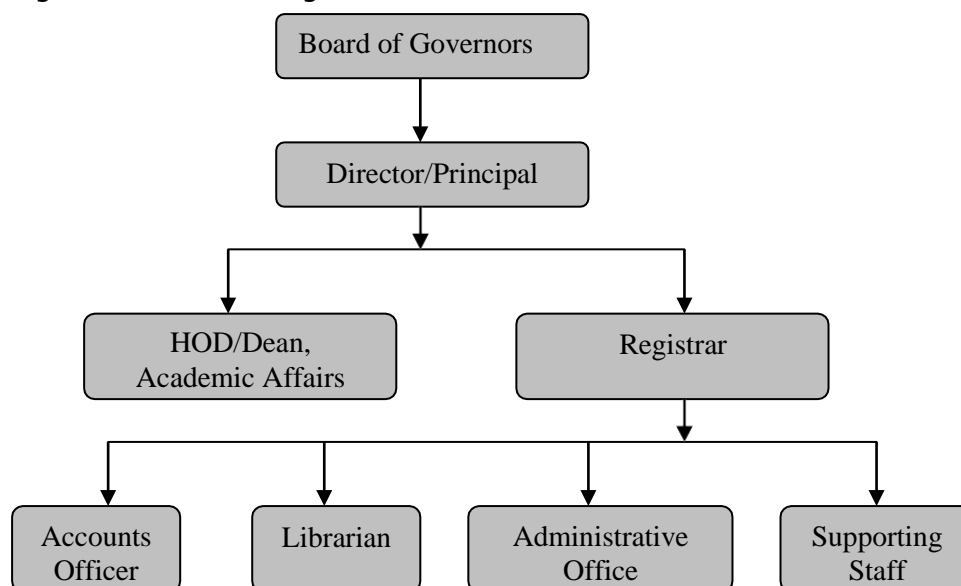 Board of Governors
Director/Principal
HOD/Dean,
Academic Affairs
Registrar
Accounts
Officer
Librarian
Administrative
Office
Supporting
Staff